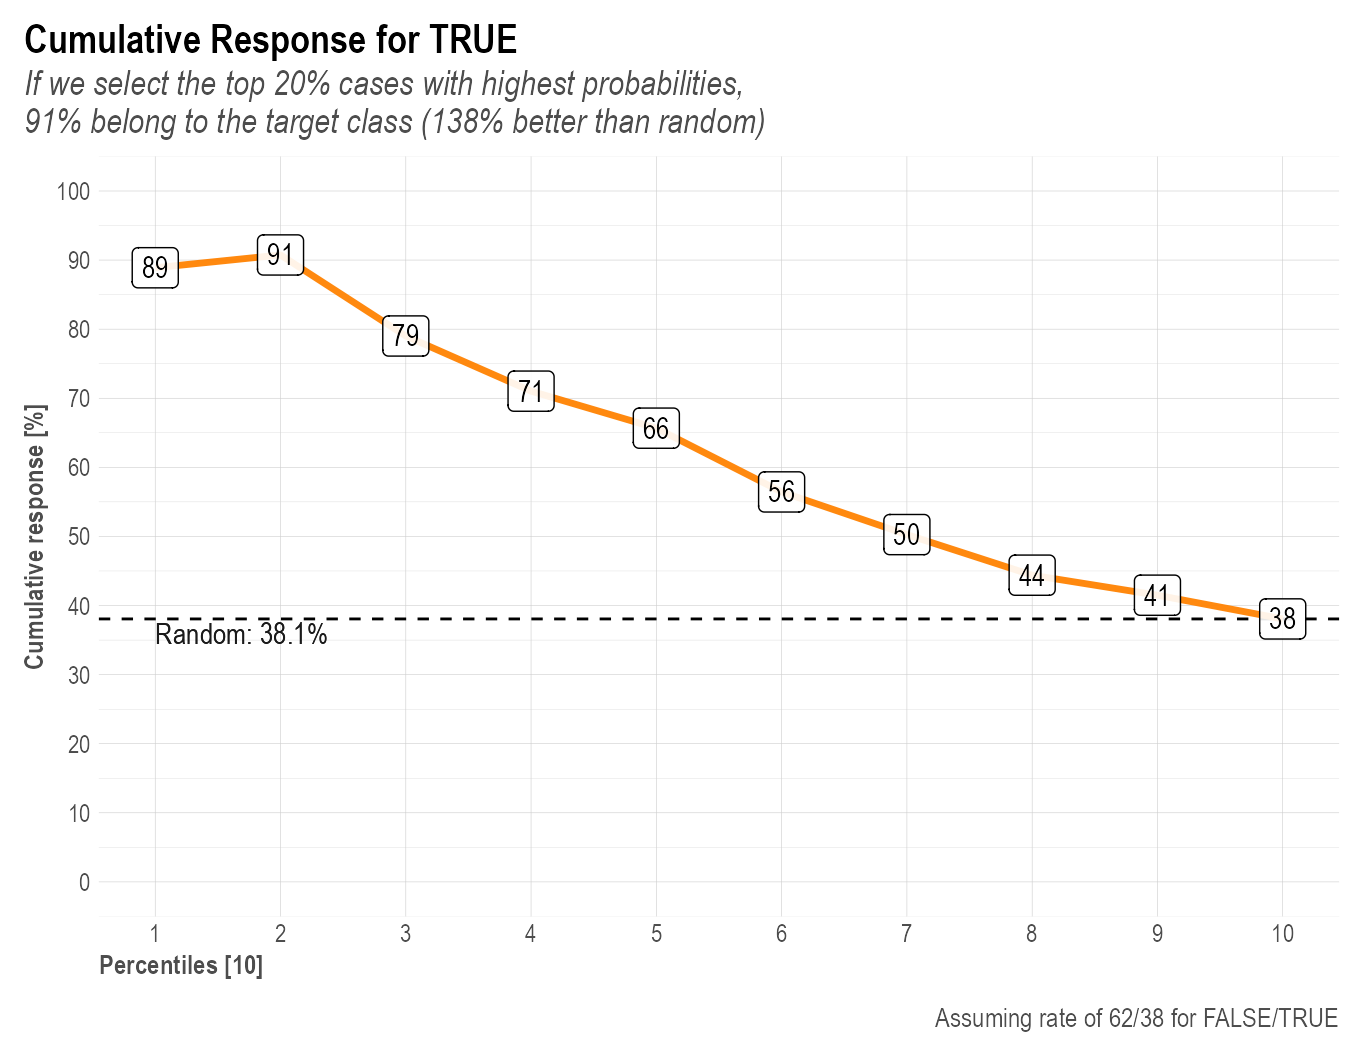 Cumulative Response for TRUE
If we select the top 20% cases with highest probabilities,
91% belong to the target class (138% better than random)
Cumulative response [%]
100
90
80
70
60
50
40
30
20
10
0
89
91
79
71
66
56
50
44
41
38
Random: 38.1%
1 2 3 4 5 6 7 8 9 10
Percentiles [10]
Assuming rate of 62/38 for FALSE/TRUE